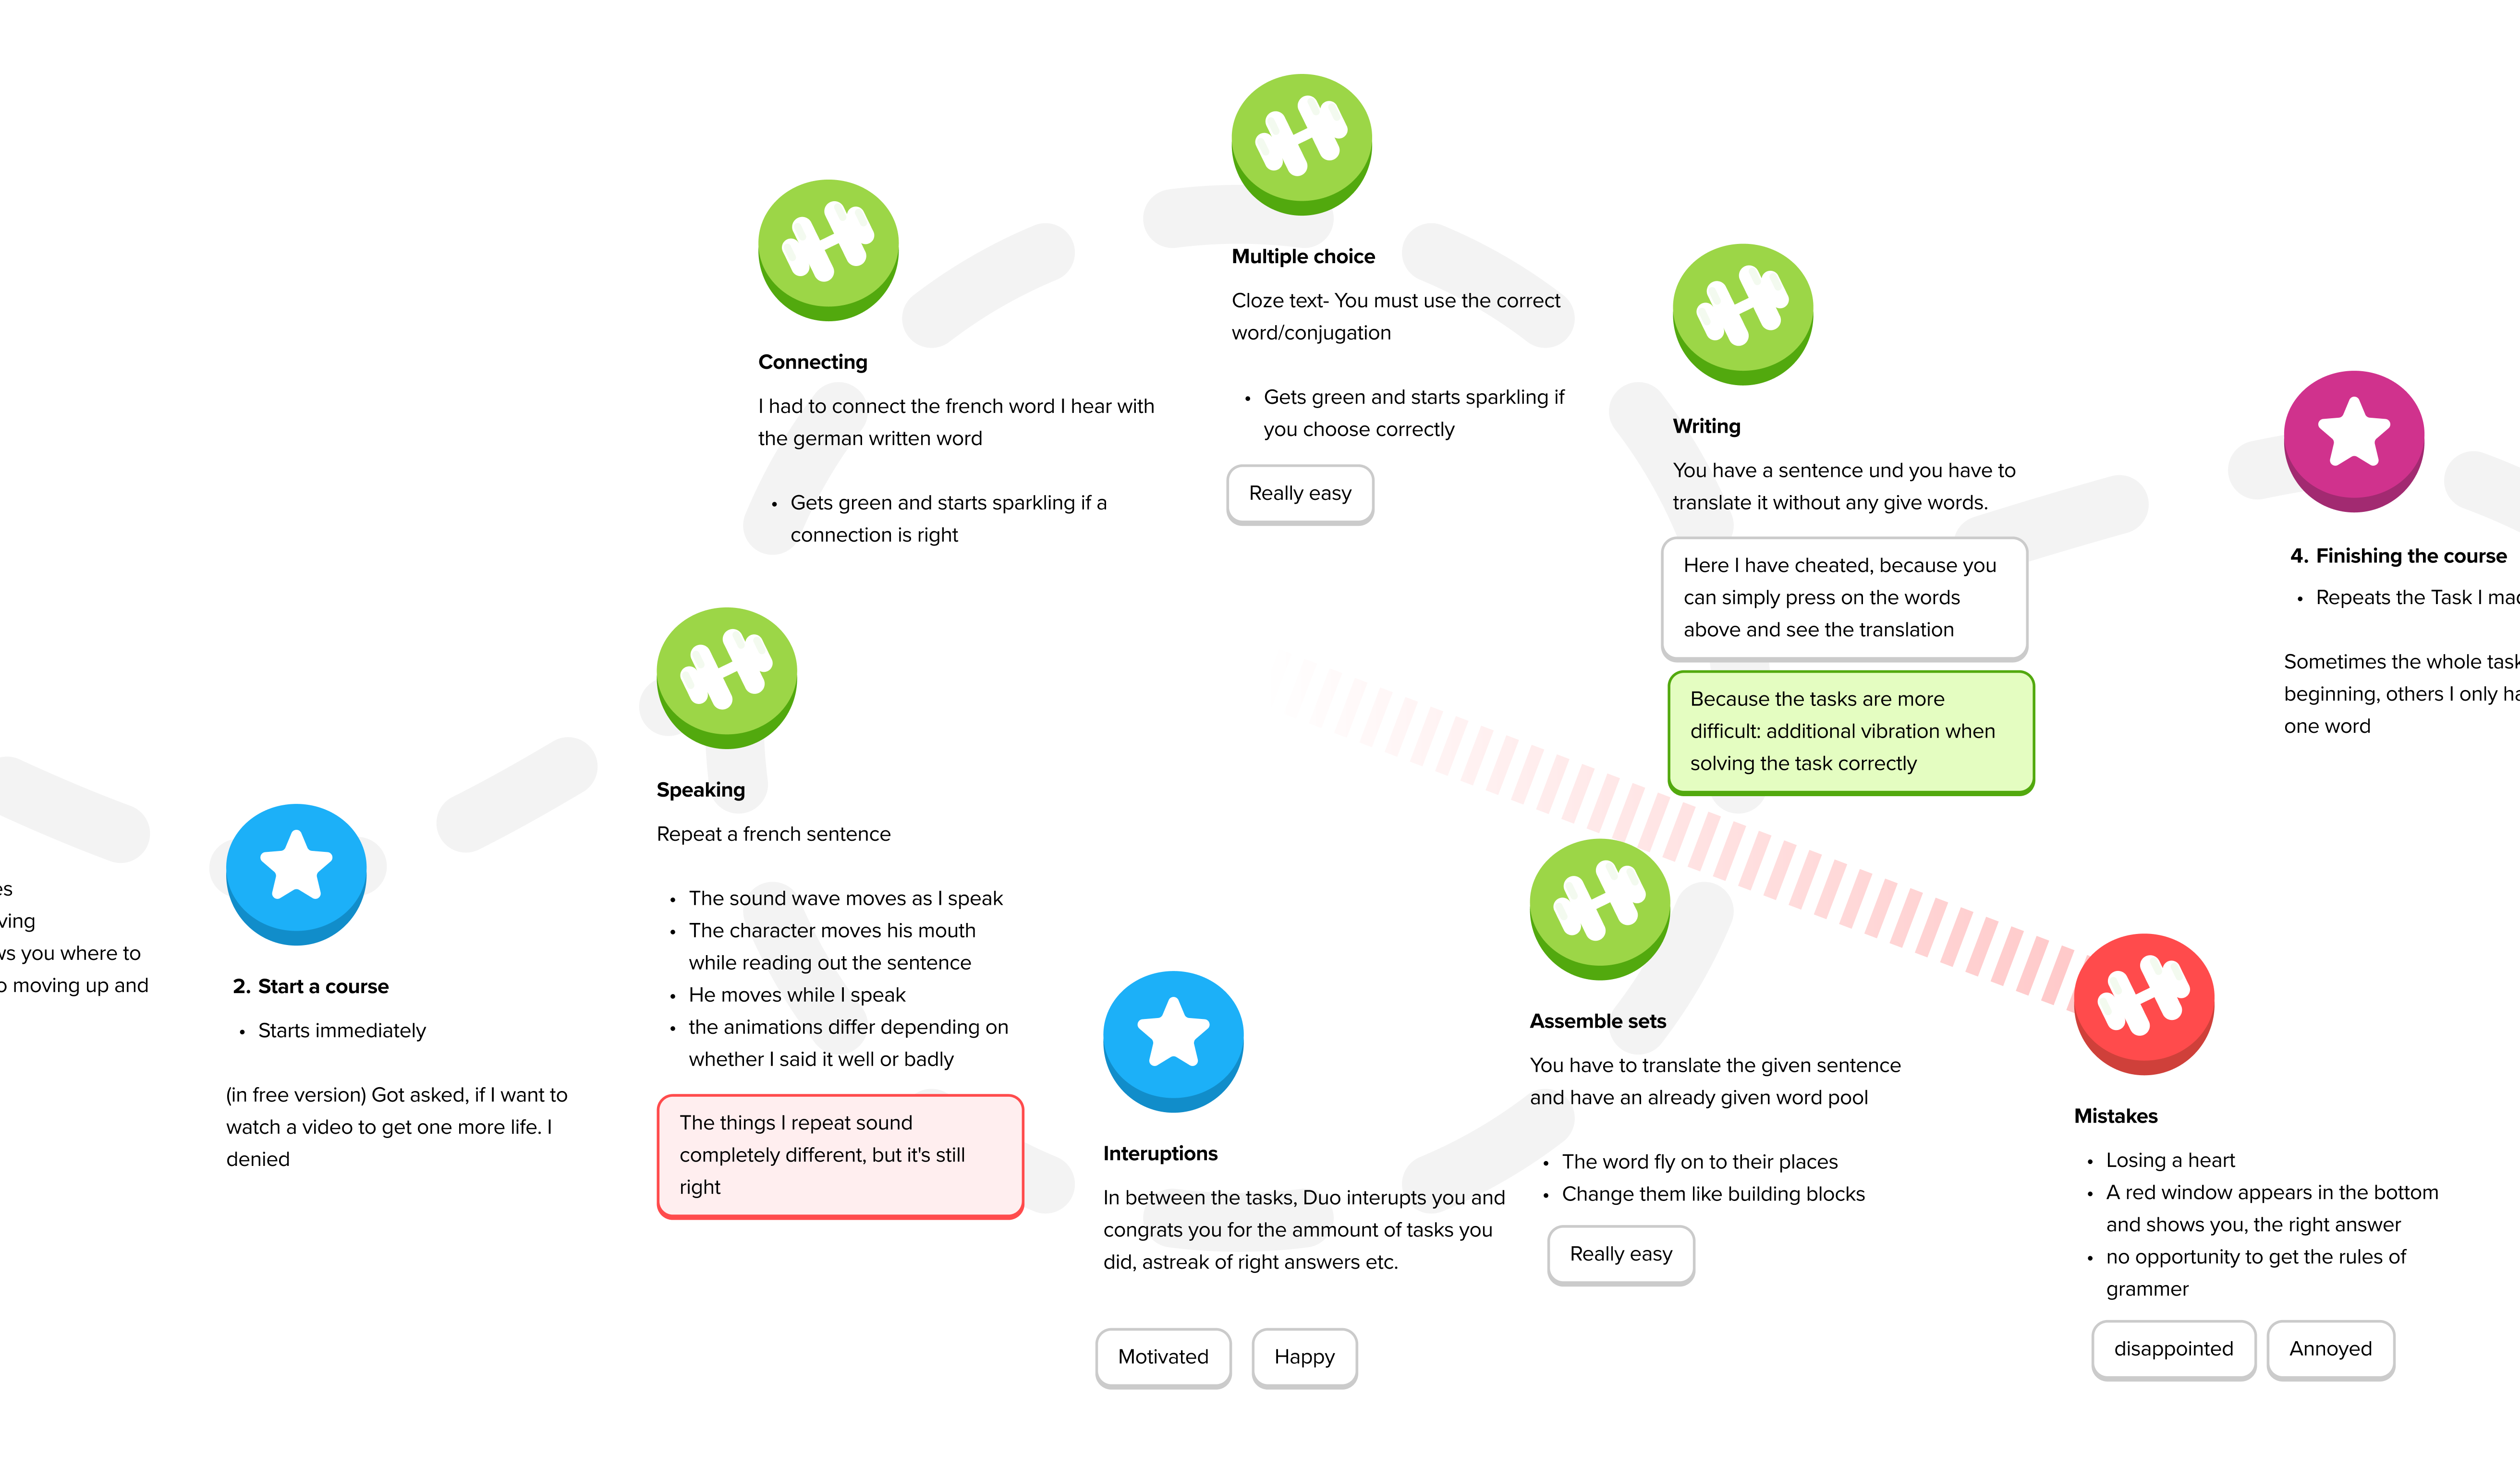 es
ving
ws you where to
o moving up and
2. Start a course
• Starts immediately
(in free version) Got asked, if I want to
watch a video to get one more life. I
denied
Speaking
Repeat a french sentence
• The sound wave moves as I speak
• The character moves his mouth
while reading out the sentence
• He moves while I speak
• the animations differ depending on
whether I said it well or badly
The things I repeat sound
completely different, but it's still
right
Connecting
I had to connect the french word I hear with
the german written word
• Gets green and starts sparkling if a
connection is right
Multiple choice
Cloze text- You must use the correct
word/conjugation
• Gets green and starts sparkling if
you choose correctly
Really easy
Writing
You have a sentence und you have to
translate it without any give words.
Here I have cheated, because you
can simply press on the words
above and see the translation
Because the tasks are more
difficult: additional vibration when
solving the task correctly
Interuptions
In between the tasks, Duo interupts you and
congrats you for the ammount of tasks you
did, astreak of right answers etc.
Motivated
Happy
Assemble sets
You have to translate the given sentence
and have an already given word pool
• The word fly on to their places
• Change them like building blocks
Really easy
Mistakes
• Losing a heart
• A red window appears in the bottom
and shows you, the right answer
• no opportunity to get the rules of
grammer
disappointed
Annoyed
4. Finishing the course
• Repeats the Task I mad
Sometimes the whole task
beginning, others I only ha
one word